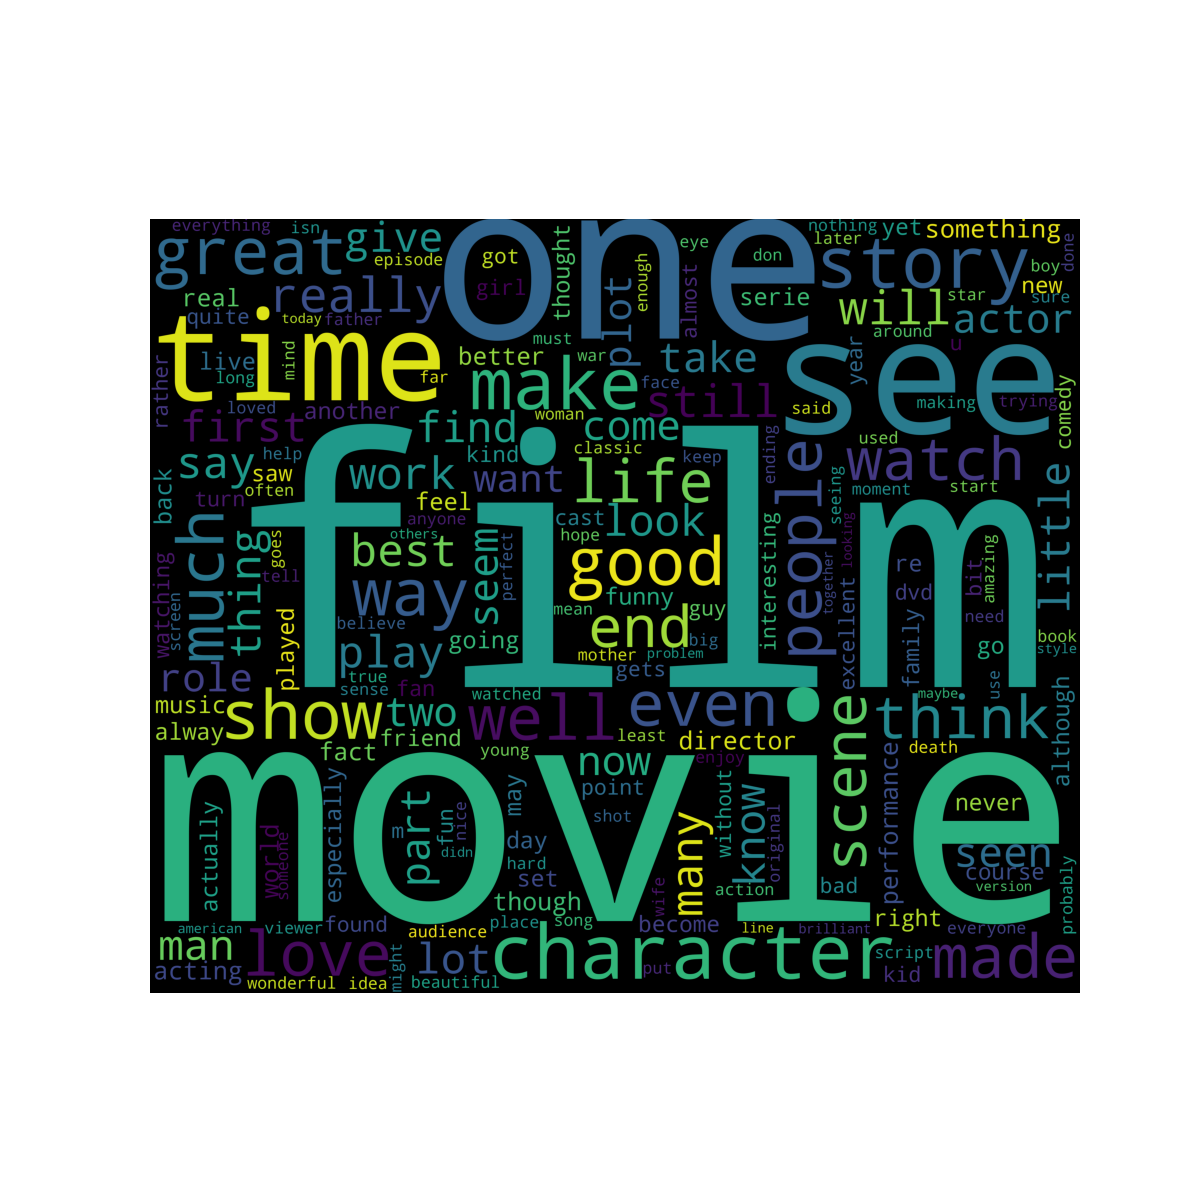 everything isn thought eye nothing yet something
great give one don later story boy done
episode got enough
real really girl almost serie will star new sure
quite today father plot around actor
time must u
live mind better war take see year
long far make face said making trying comedy
rather loved another woman still
first find come classic used
say help saw kind keep ending people watch
back often work want life moment start
turn feel look seeing
anyone cast interesting looking little
much thing goes others hope good re bit amazing
film
best seem perfect excellent dvd
watching tell way mean funny guy together family need
screen believe end
played going big go book
play mother problem style
role true gets use
sense fan watched maybe
music show two well even scene think although
alway friend least director
fact young enjoy death
movie
now
actually especially m part fun nice may point without know performance never
world didn day shot many original seen
someone hard course
set action bad version probably
though place wife
american viewer found song become line brilliant right everyone
man love audience character
acting might lot put script made
wonderful idea beautiful kid